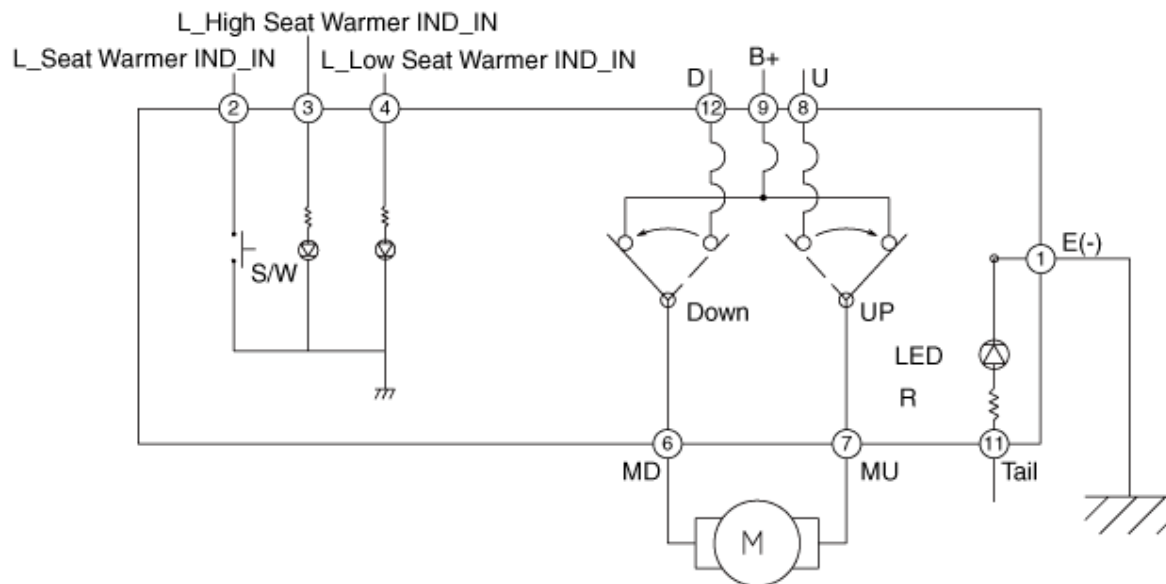 L_High Seat Warmer IND_IN
L_Seat Warmer IND_IN
L_Low Seat Warmer IND_IN
D
B+
U
2
3
4
12
9
8
S/W
E(-)
1
Down
UP
LED
R
6
7
11
MD
MU
Tail
M